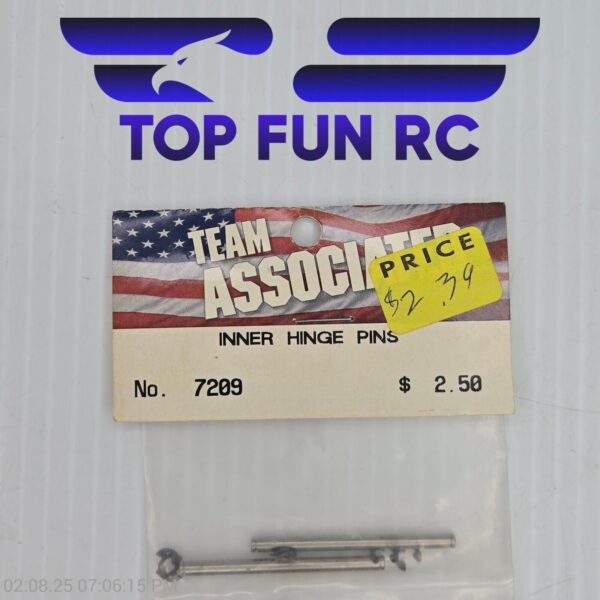 TOP FUN RC
TEAM
ASSOCIATED
PRICE
$2.39
INNER HINGE PINS
No. 7209 $ 2.50
02.08.25 07:06:15 PM